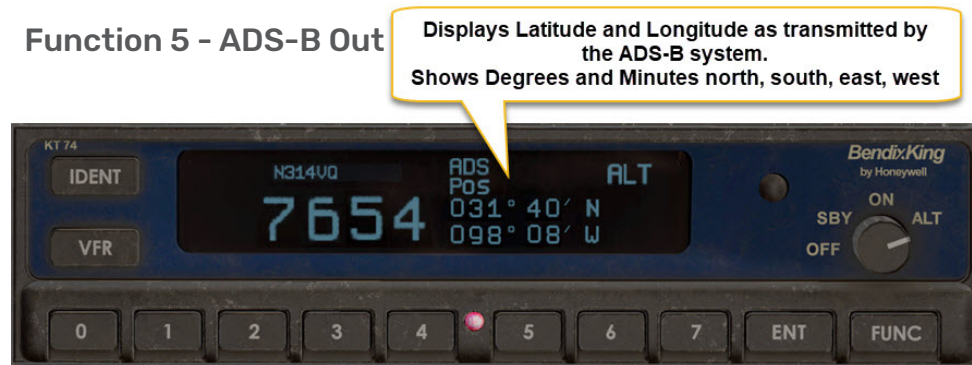 Function 5 - ADS-B Out
Displays Latitude and Longitude as transmitted by
the ADS-B system.
Shows Degrees and Minutes north, south, east, west
KT 74
IDENT
VFR
N314VQ
7654
ADS
POS
031° 40′ N
098° 08′ W
ALT
Bendix/King
by Honeywell
ON
SBY
ALT
OFF
0 1 2 3 4 5 6 7 ENT FUNC